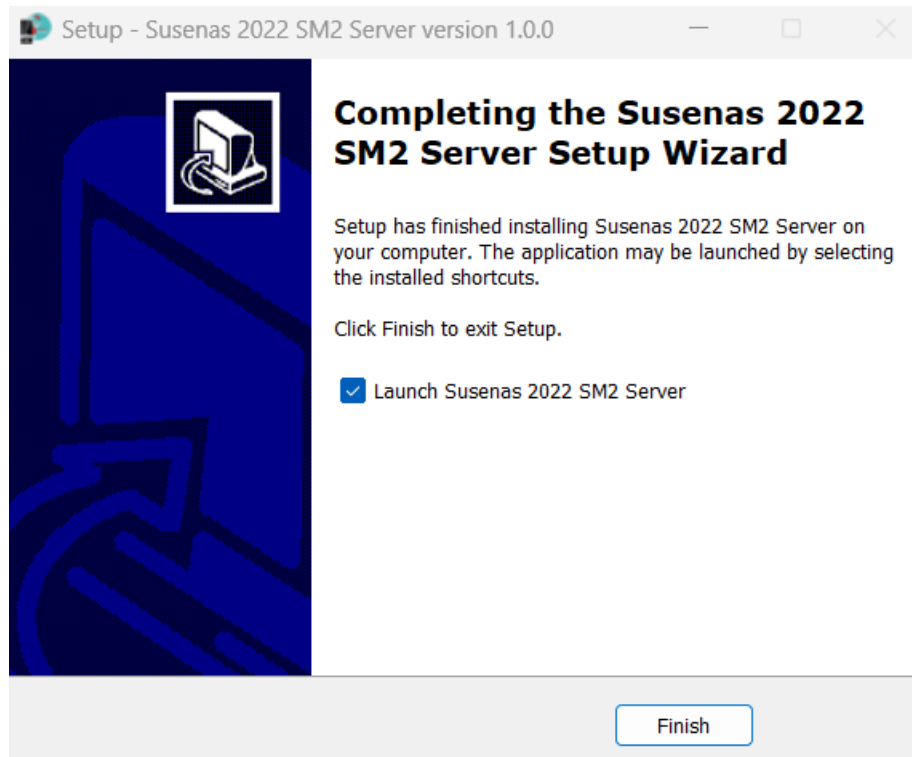 Setup - Susenas 2022 SM2 Server version 1.0.0
Completing the Susenas 2022
SM2 Server Setup Wizard
Setup has finished installing Susenas 2022 SM2 Server on
your computer. The application may be launched by selecting
the installed shortcuts.
Click Finish to exit Setup.
Launch Susenas 2022 SM2 Server
Finish